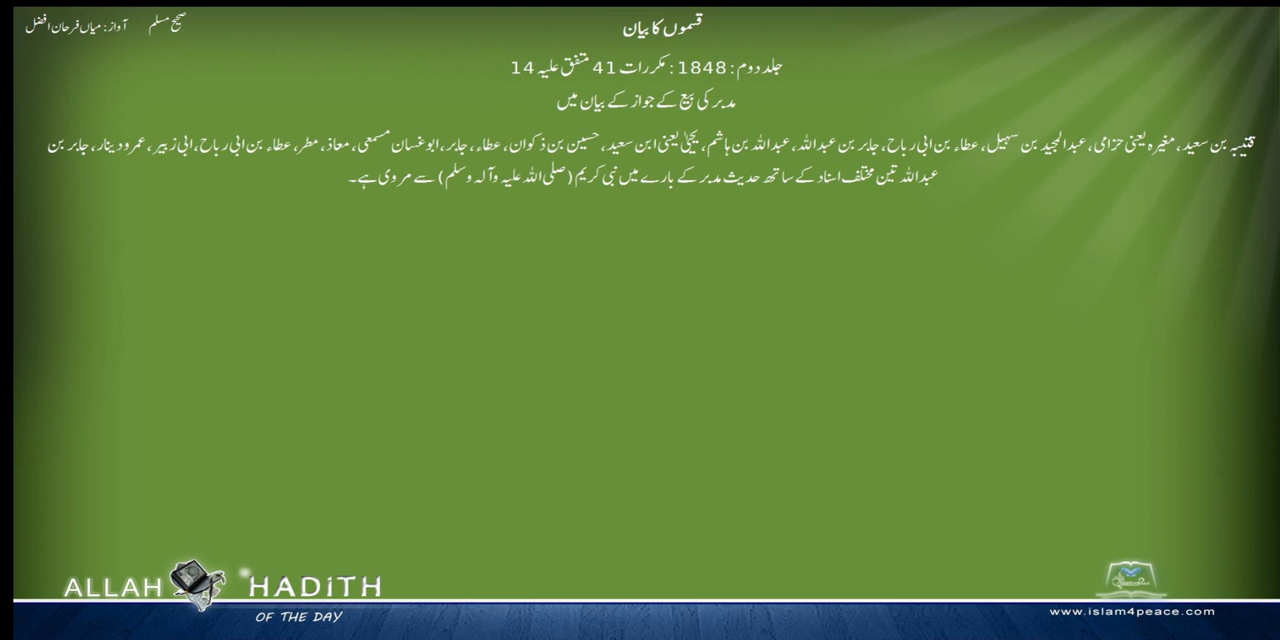 صحیح مسلم آواز: میاں فرحان افضل
قسموں کا بیان
جلد دوم: 1848 : مکررات 41 متفق علیہ 14
مدبر کی بیع کے جواز کے بیان میں
قتیبہ بن سعید، مغیرہ یعنی حزامی، عبدالمجید بن سہیل، عطاء بن ابی رباح، جابر بن عبداللہ، عبداللہ بن ہاشم، یحیی یعنی ابن سعید، حسین بن ذکوان، عطاء، جابر، ابوغسان مسمعی، معاذ، مطر، عطاء بن ابی رباح، ابی زبیر، عمرو دینار، جابر بن
عبداللہ تین مختلف اسناد کے ساتھ حدیث مدبر کے بارے میں نبی کریم (صلی اللہ علیہ وآلہ وسلم) سے مروی ہے۔
ALLAH HADITH
OF THE DAY
www.islam4peace.com